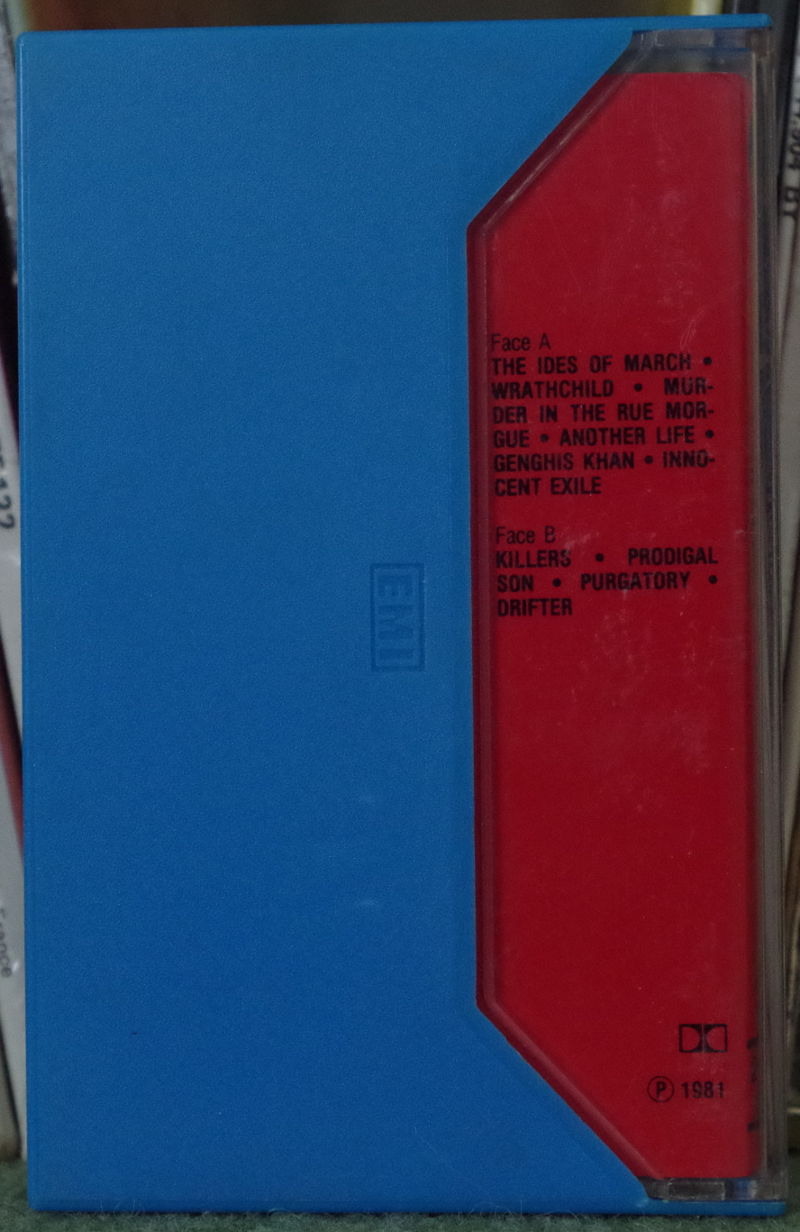 Face A
THE IDES OF MARCH •
WRATHCHILD • MUR-
DER IN THE RUE MOR-
GUE • ANOTHER LIFE •
GENGHIS KHAN • INNO-
CENT EXILE
Face B
KILLERS • PRODIGAL
SON • PURGATORY •
DRIFTER
EMI
℗ 1981